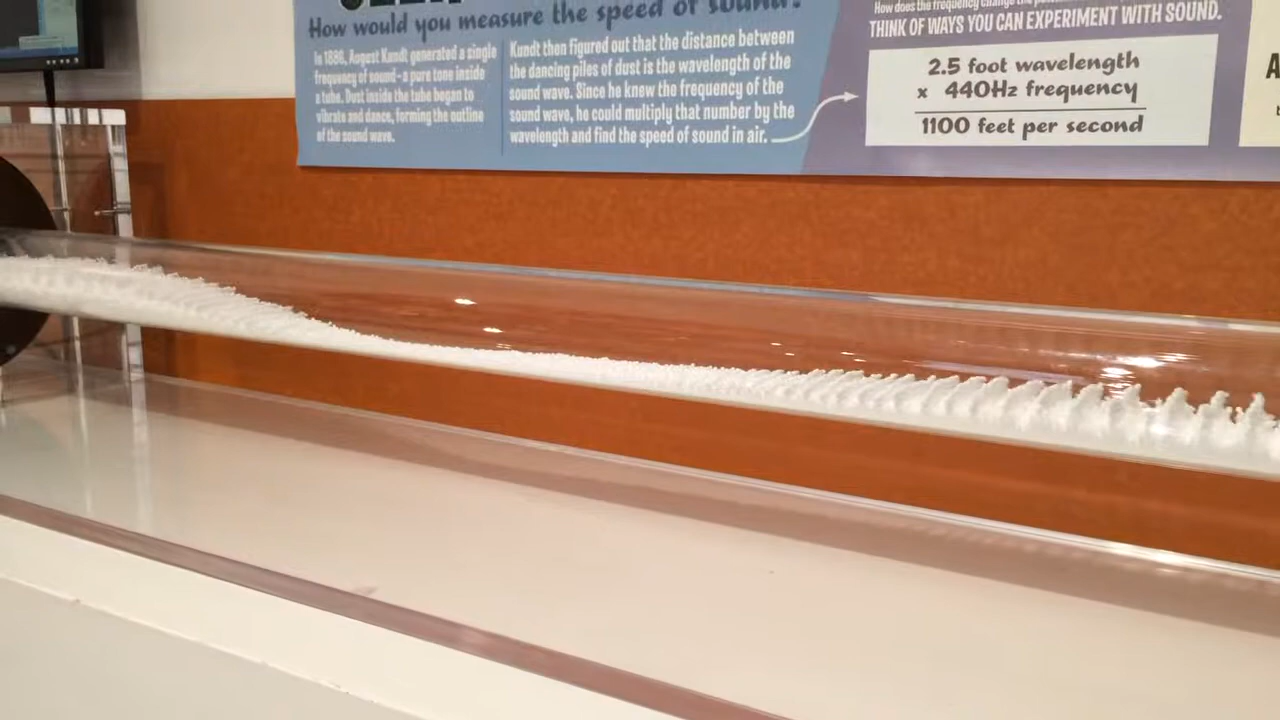 How would you measure the speed of sound?
In 1886, August Kundt generated a single
frequency of sound–a pure tone inside
a tube. Dust inside the tube began to
vibrate and dance, forming the outline
of the sound wave.
Kundt then figured out that the distance between
the dancing piles of dust is the wavelength of the
sound wave. Since he knew the frequency of the
sound wave, he could multiply that number by the
wavelength and find the speed of sound in air.
How does the frequency change the
THINK OF WAYS YOU CAN EXPERIMENT WITH SOUND.
2.5 foot wavelength
x 440Hz frequency
1100 feet per second
A